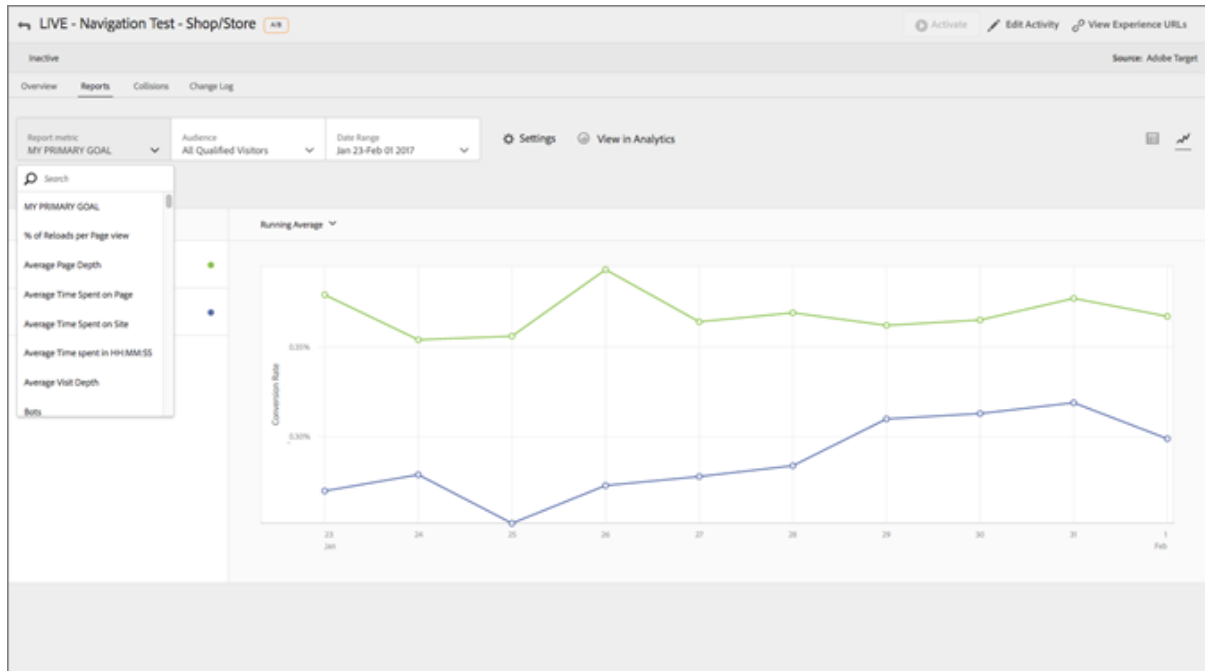 LIVE - Navigation Test - Shop/Store A/B
Activate Edit Activity View Experience URLs
Inactive
Source: Adobe Target
Overview Reports Collisions Change Log
Report metric
MY PRIMARY GOAL
Audience
All Qualified Visitors
Date Range
Jan 23-Feb 01 2017
Settings View in Analytics
Search
MY PRIMARY GOAL
% of Reloads per Page view
Average Page Depth
Average Time Spent on Page
Average Time Spent on Site
Average Time spent in HH:MM:SS
Average Visit Depth
Bots
Running Average
Conversion Rate
0.35%
0.30%
23 24 25 26 27 28 29 30 31 1
Jan Feb